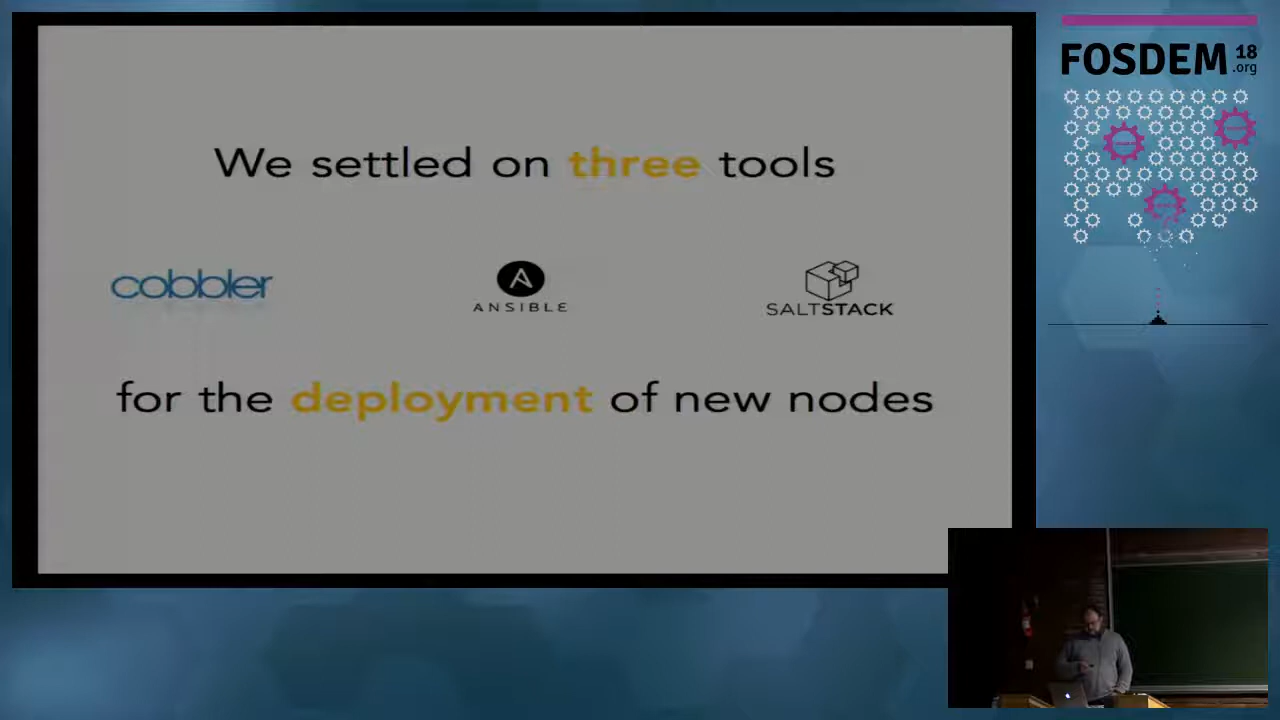 We settled on three tools
cobbler
ANSIBLE
SALTSTACK
for the deployment of new nodes
FOSDEM 18
.org